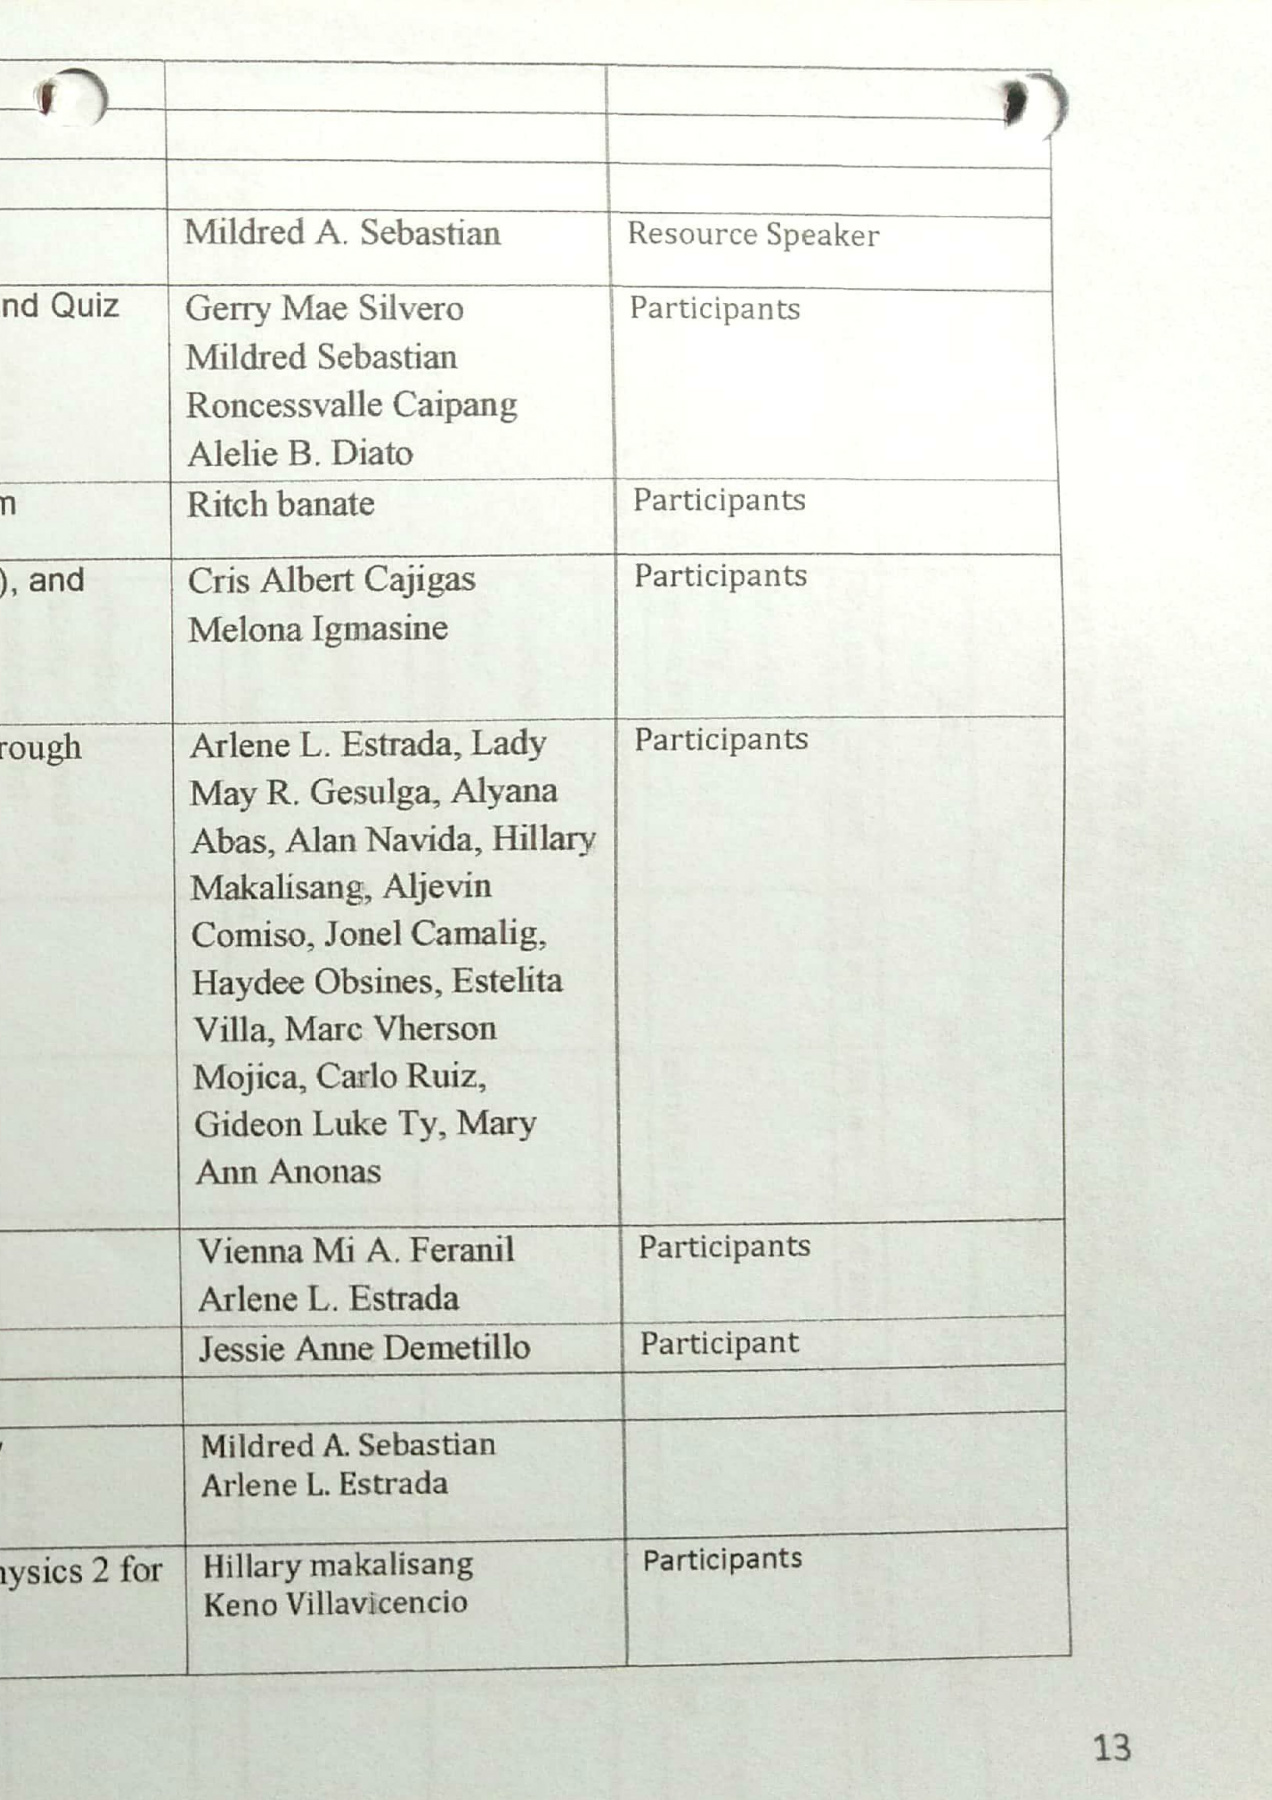 Mildred A. Sebastian
Resource Speaker
nd Quiz
Gerry Mae Silvero
Participants
Mildred Sebastian
Roncessvalle Caipang
Alelie B. Diato
Ritch banate
Participants
), and
Cris Albert Cajigas
Participants
Melona Igmasine
rough
Arlene L. Estrada, Lady
Participants
May R. Gesulga, Alyana
Abas, Alan Navida, Hillary
Makalisang, Aljevin
Comiso, Jonel Camalig,
Haydee Obsines, Estelita
Villa, Marc Vherson
Mojica, Carlo Ruiz,
Gideon Luke Ty, Mary
Ann Anonas
Vienna Mi A. Feranil
Participants
Arlene L. Estrada
Jessie Anne Demetillo
Participant
Mildred A. Sebastian
Arlene L. Estrada
ysics 2 for
Hillary makalisang
Participants
Keno Villavicencio
13